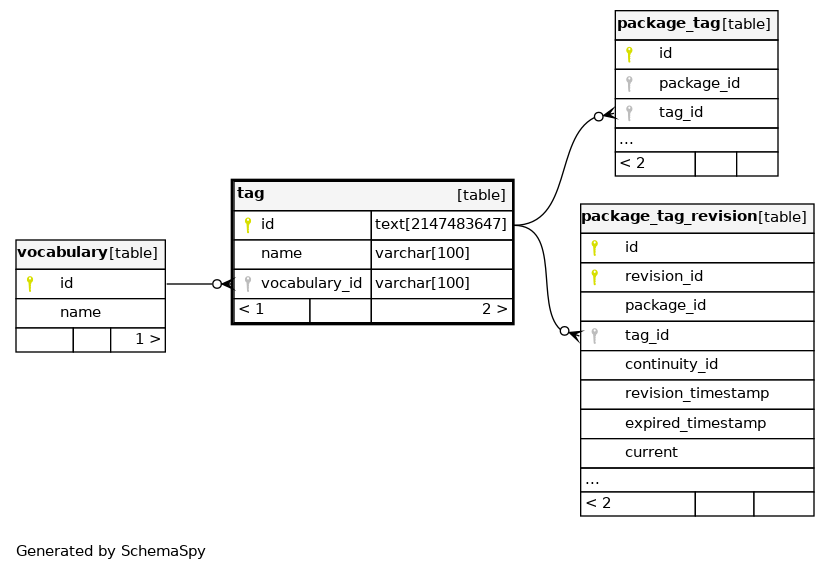 package_tag [table]
id
package_id
tag_id
...
< 2
tag [table]
id text[2147483647]
name varchar[100]
vocabulary_id varchar[100]
< 1 2 >
vocabulary [table]
id
name
1 >
package_tag_revision [table]
id
revision_id
package_id
tag_id
continuity_id
revision_timestamp
expired_timestamp
current
...
< 2
Generated by SchemaSpy